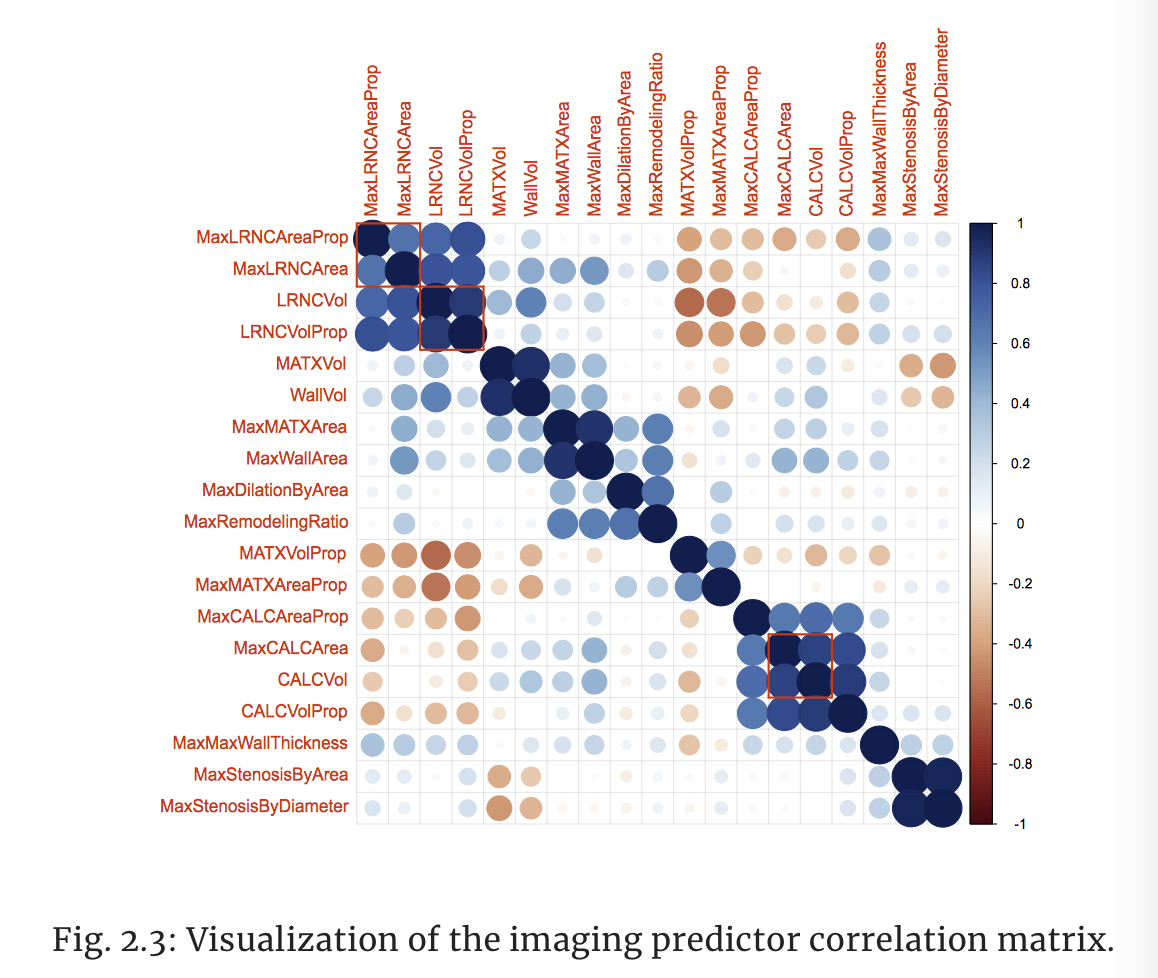 MaxLRNCAreaProp
MaxLRNCArea
LRNCVol
LRNCVolProp
MATXVol
WallVol
MaxMATXArea
MaxWallArea
MaxDilationByArea
MaxRemodelingRatio
MATXVolProp
MaxMATXAreaProp
MaxCALCAreaProp
MaxCALCArea
CALCVol
CALCVolProp
MaxMaxWallThickness
MaxStenosisByArea
MaxStenosisByDiameter
MaxLRNCAreaProp
MaxLRNCArea
LRNCVol
LRNCVolProp
MATXVol
WallVol
MaxMATXArea
MaxWallArea
MaxDilationByArea
MaxRemodelingRatio
MATXVolProp
MaxMATXAreaProp
MaxCALCAreaProp
MaxCALCArea
CALCVol
CALCVolProp
MaxMaxWallThickness
MaxStenosisByArea
MaxStenosisByDiameter
1
0.8
0.6
0.4
0.2
0
-0.2
-0.4
-0.6
-0.8
-1
Fig. 2.3: Visualization of the imaging predictor correlation matrix.